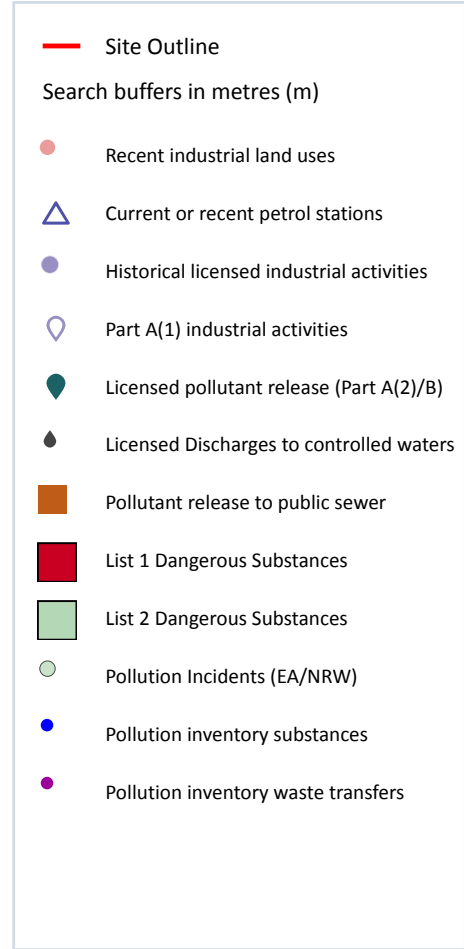 Site Outline
Search buffers in metres (m)
Recent industrial land uses
Current or recent petrol stations
Historical licensed industrial activities
Part A(1) industrial activities
Licensed pollutant release (Part A(2)/B)
Licensed Discharges to controlled waters
Pollutant release to public sewer
List 1 Dangerous Substances
List 2 Dangerous Substances
Pollution Incidents (EA/NRW)
Pollution inventory substances
Pollution inventory waste transfers